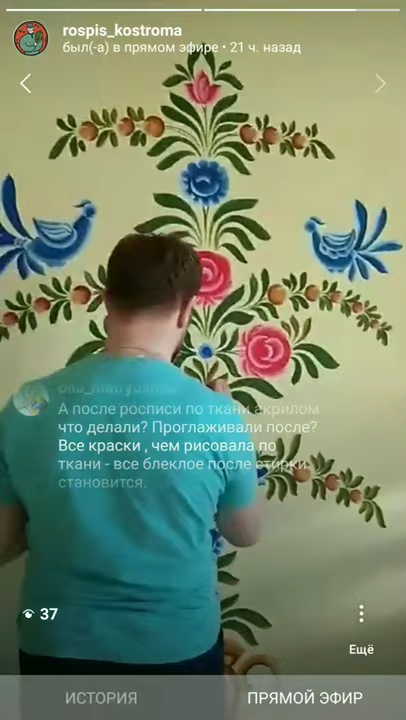 rospis_kostroma
был(-а) в прямом эфире • 21 ч. назад
А после росписи по ткани акрилом
что делали? Проглаживали после?
Все краски , чем рисовала по
ткани - все блеклое после стирки
становится.
37
Ещё
ИСТОРИЯ
ПРЯМОЙ ЭФИР